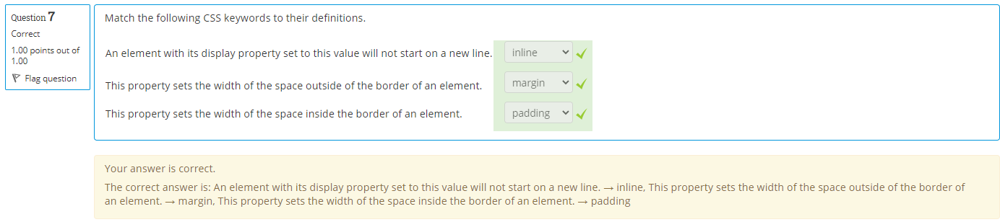 Question 7
Correct
1.00 points out of
1.00
Flag question
Match the following CSS keywords to their definitions.
An element with its display property set to this value will not start on a new line. inline
This property sets the width of the space outside of the border of an element. margin
This property sets the width of the space inside the border of an element. padding
Your answer is correct.
The correct answer is: An element with its display property set to this value will not start on a new line. → inline, This property sets the width of the space outside of the border of
an element. → margin, This property sets the width of the space inside the border of an element. → padding